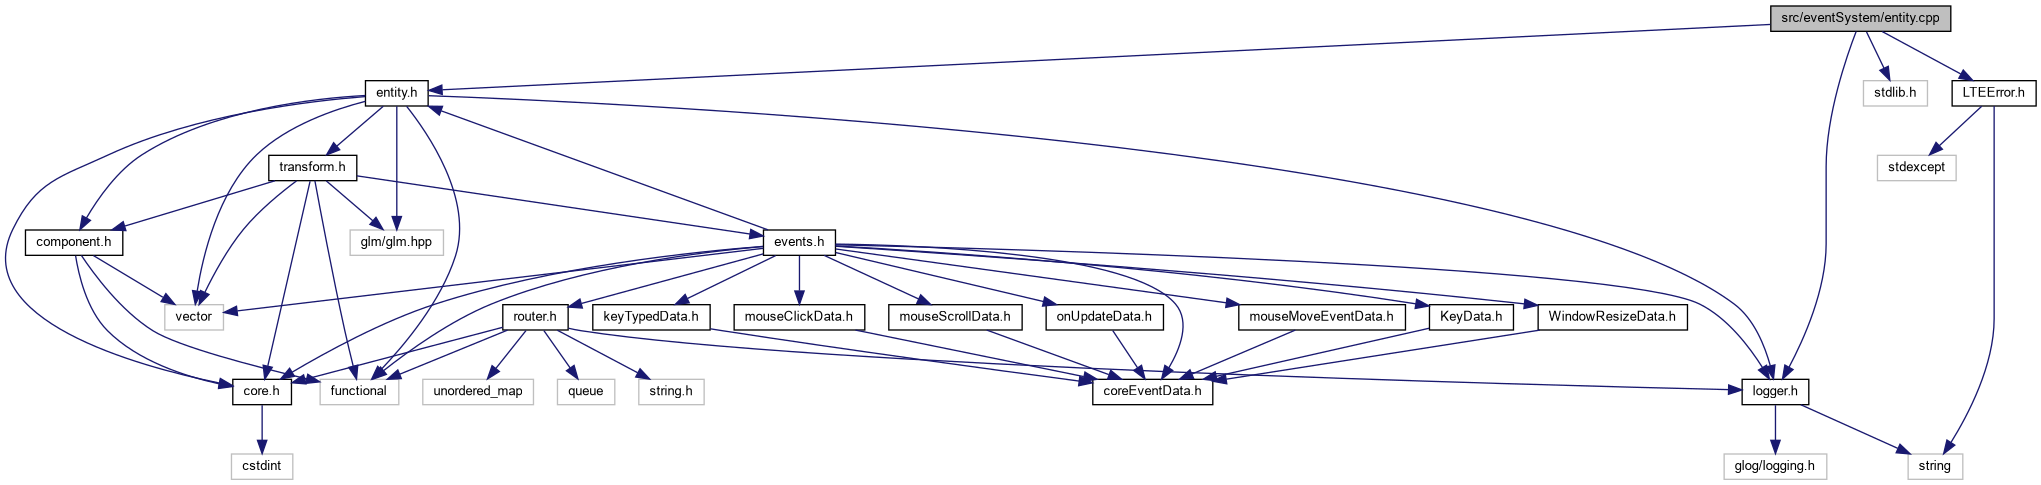 src/eventSystem/entity.cpp
entity.h
stdlib.h
LTEError.h
transform.h
stdexcept
component.h
glm/glm.hpp
events.h
vector
router.h
keyTypedData.h
mouseClickData.h
mouseScrollData.h
onUpdateData.h
mouseMoveEventData.h
KeyData.h
WindowResizeData.h
core.h
functional
unordered_map
queue
string.h
coreEventData.h
logger.h
cstdint
glog/logging.h
string